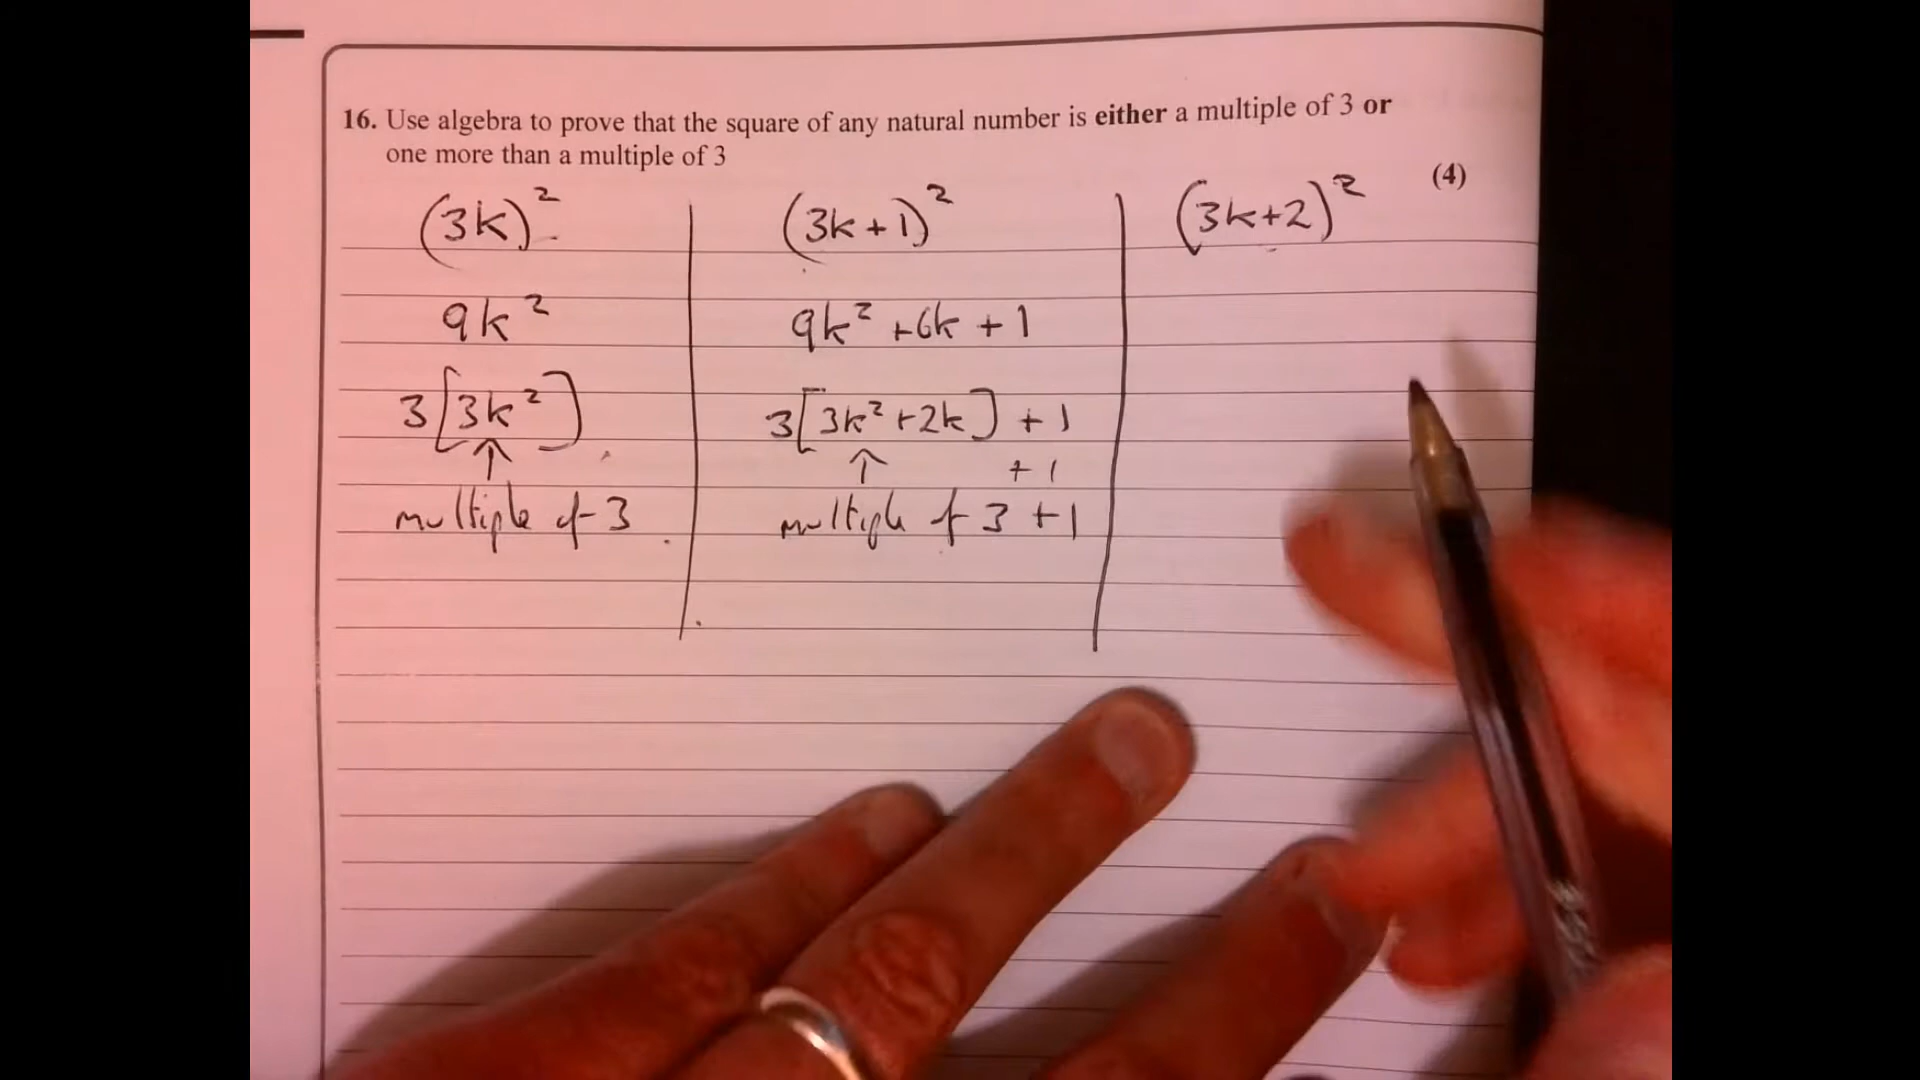 16. Use algebra to prove that the square of any natural number is either a multiple of 3 or
one more than a multiple of 3
(4)
(3k)²
9k²
3[3k²]
↑
multiple of 3
(3k+1)²
9k² +6k + 1
3[3k²+2k] + 1
↑ + 1
multiple of 3 + 1
(3k+2)²